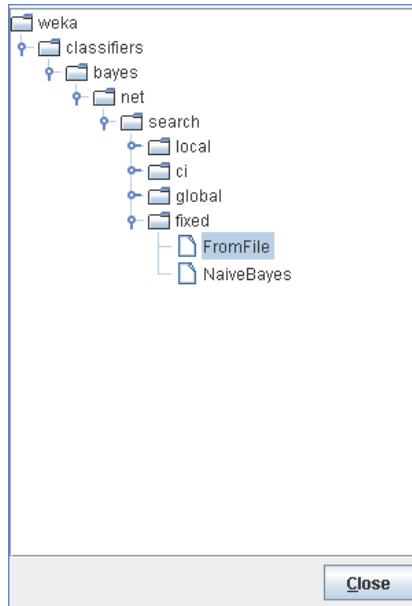 weka
classifiers
bayes
net
search
local
ci
global
fixed
FromFile
NaiveBayes
Close